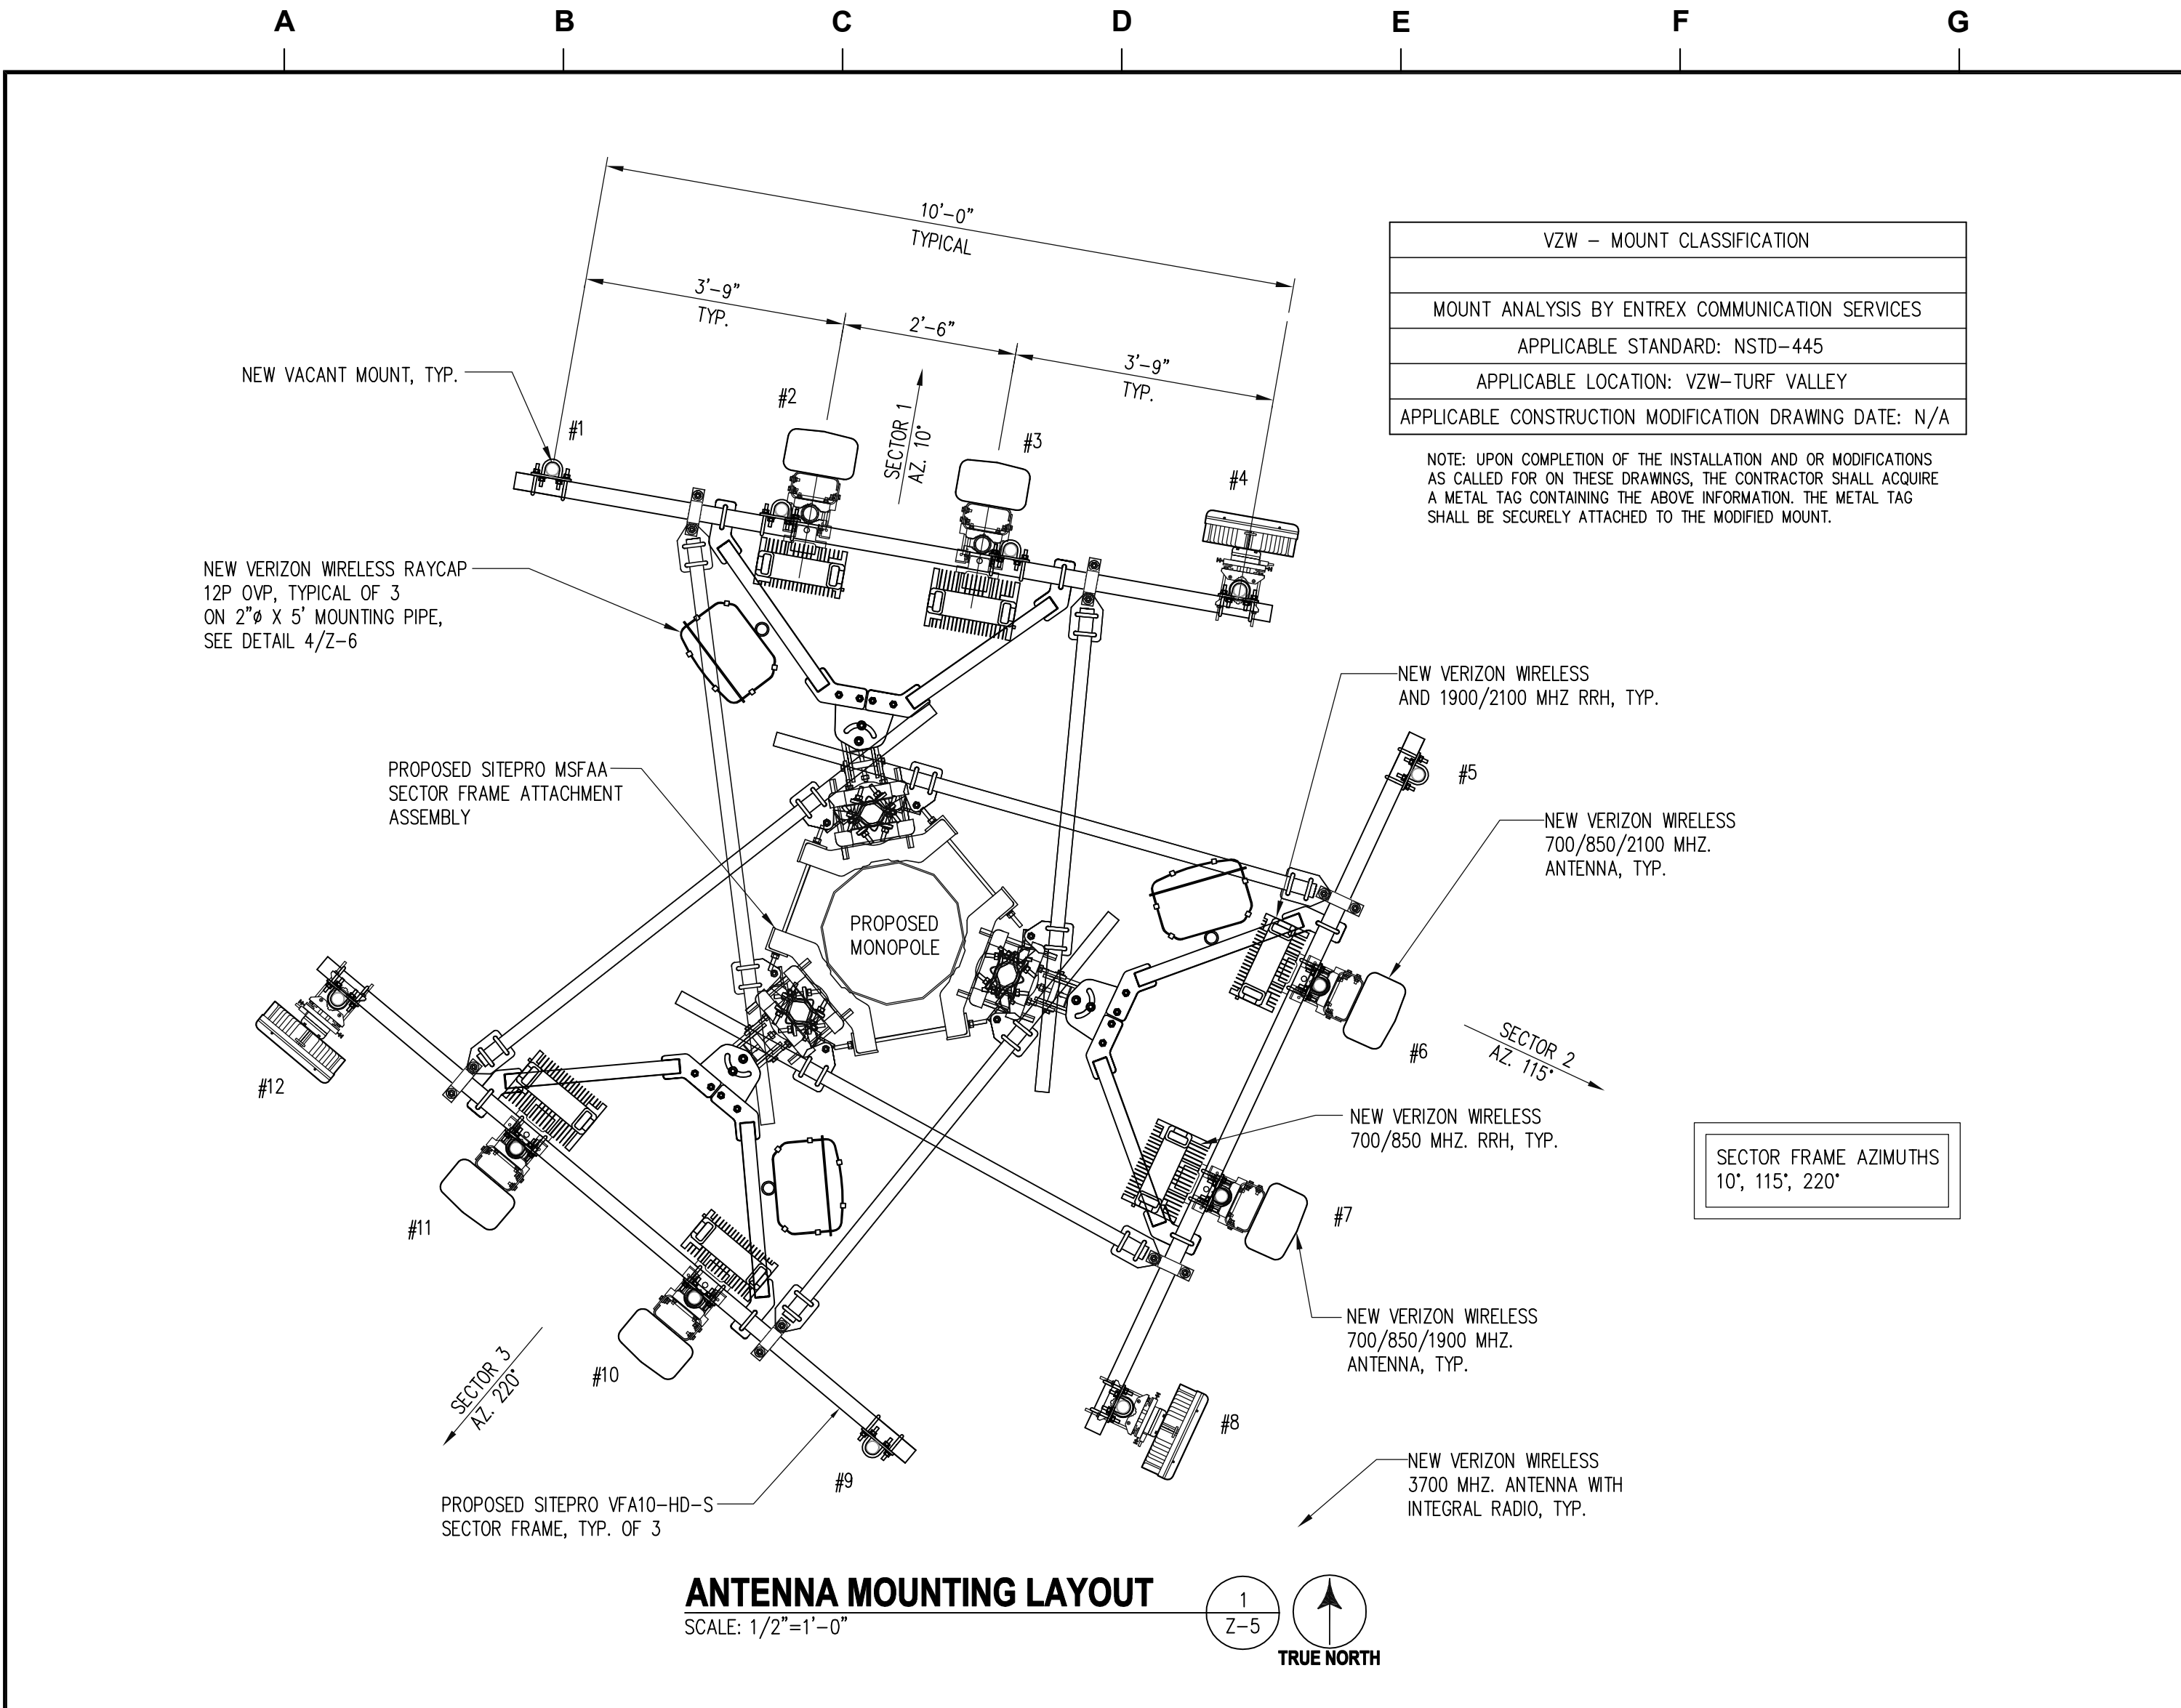 A B C D E F G
10'-0"
TYPICAL
3'-9"
TYP.
2'-6"
3'-9"
TYP.
VZW - MOUNT CLASSIFICATION
MOUNT ANALYSIS BY ENTREX COMMUNICATION SERVICES
APPLICABLE STANDARD: NSTD-445
APPLICABLE LOCATION: VZW-TURF VALLEY
APPLICABLE CONSTRUCTION MODIFICATION DRAWING DATE: N/A
NOTE: UPON COMPLETION OF THE INSTALLATION AND OR MODIFICATIONS
AS CALLED FOR ON THESE DRAWINGS, THE CONTRACTOR SHALL ACQUIRE
A METAL TAG CONTAINING THE ABOVE INFORMATION. THE METAL TAG
SHALL BE SECURELY ATTACHED TO THE MODIFIED MOUNT.
NEW VACANT MOUNT, TYP.
#1
#2
SECTOR 1
AZ. 10°
#3
#4
NEW VERIZON WIRELESS RAYCAP
12P OVP, TYPICAL OF 3
ON 2"ø X 5' MOUNTING PIPE,
SEE DETAIL 4/Z-6
NEW VERIZON WIRELESS
AND 1900/2100 MHZ RRH, TYP.
PROPOSED SITEPRO MSFAA
SECTOR FRAME ATTACHMENT
ASSEMBLY
#5
NEW VERIZON WIRELESS
700/850/2100 MHZ.
ANTENNA, TYP.
PROPOSED
MONOPOLE
#6
SECTOR 2
AZ. 115°
#12
NEW VERIZON WIRELESS
700/850 MHZ. RRH, TYP.
SECTOR FRAME AZIMUTHS
10°, 115°, 220°
#11
#7
NEW VERIZON WIRELESS
700/850/1900 MHZ.
ANTENNA, TYP.
#10
SECTOR 3
AZ. 220°
#8
#9
NEW VERIZON WIRELESS
3700 MHZ. ANTENNA WITH
INTEGRAL RADIO, TYP.
PROPOSED SITEPRO VFA10-HD-S
SECTOR FRAME, TYP. OF 3
ANTENNA MOUNTING LAYOUT
SCALE: 1/2"=1'-0"
1
Z-5
TRUE NORTH